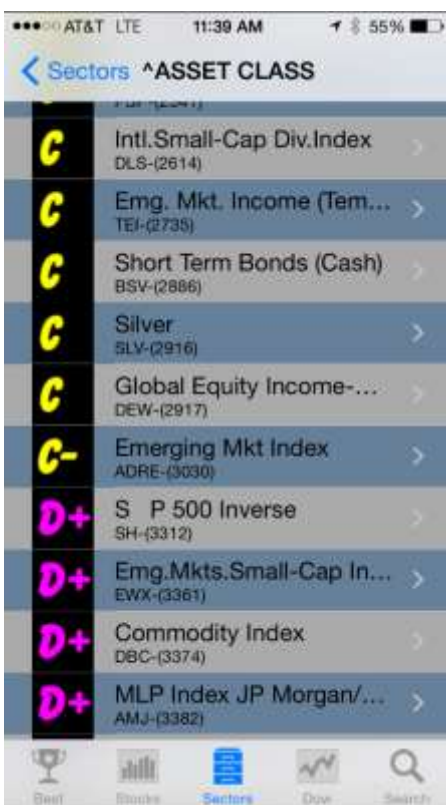 AT&T LTE 11:39 AM 55%
Sectors ^ASSET CLASS
C
Intl.Small-Cap Div.Index
DLS-(2614)
C
Emg. Mkt. Income (Tem...
TEI-(2735)
C
Short Term Bonds (Cash)
BSV-(2886)
C
Silver
SLV-(2916)
C
Global Equity Income-...
DEW-(2917)
C-
Emerging Mkt Index
ADRE-(3030)
D+
S P 500 Inverse
SH-(3312)
D+
Emg.Mkts.Small-Cap In...
EWX-(3361)
D+
Commodity Index
DBC-(3374)
D+
MLP Index JP Morgan/...
AMJ-(3382)
Best Stocks Sectors Dow Search